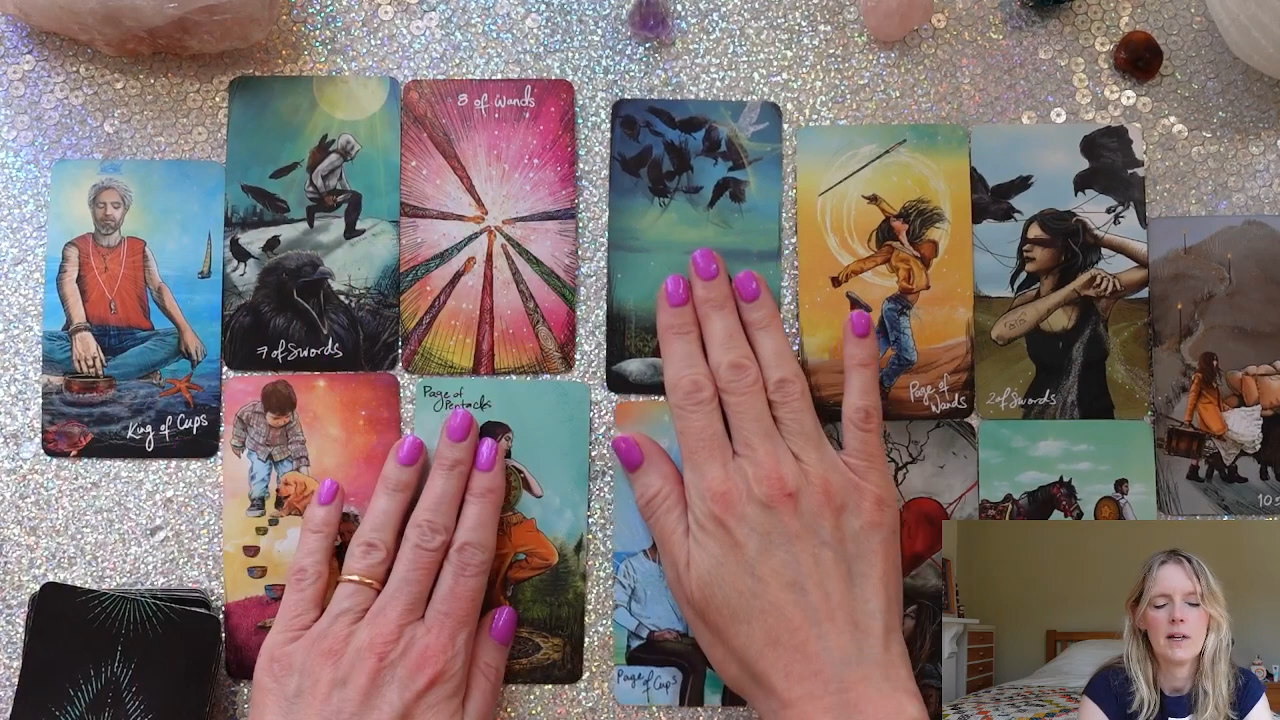 King of Cups
7 of Swords
8 of Wands
Page of
Pentacles
Page of
Wands
2 of Swords
Page of Cups
10